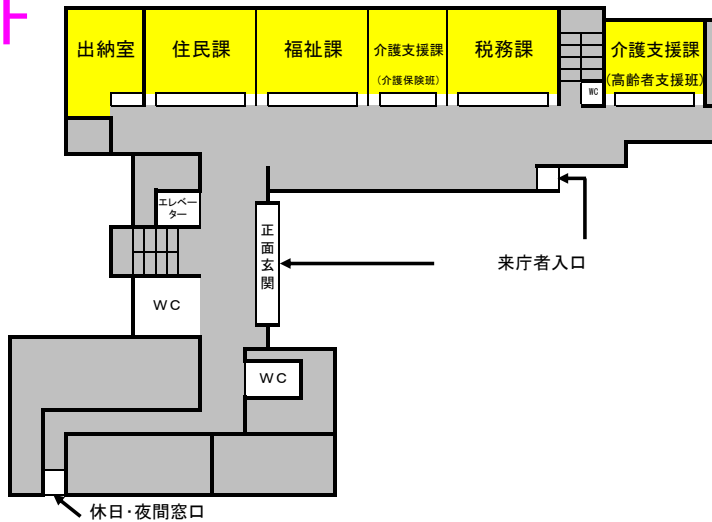 出納室
住民課
福祉課
介護支援課
(介護保険班)
税務課
WC
介護支援課
(高齢者支援班)
エレベー
ター
正面玄関
来庁者入口
WC
WC
休日・夜間窓口